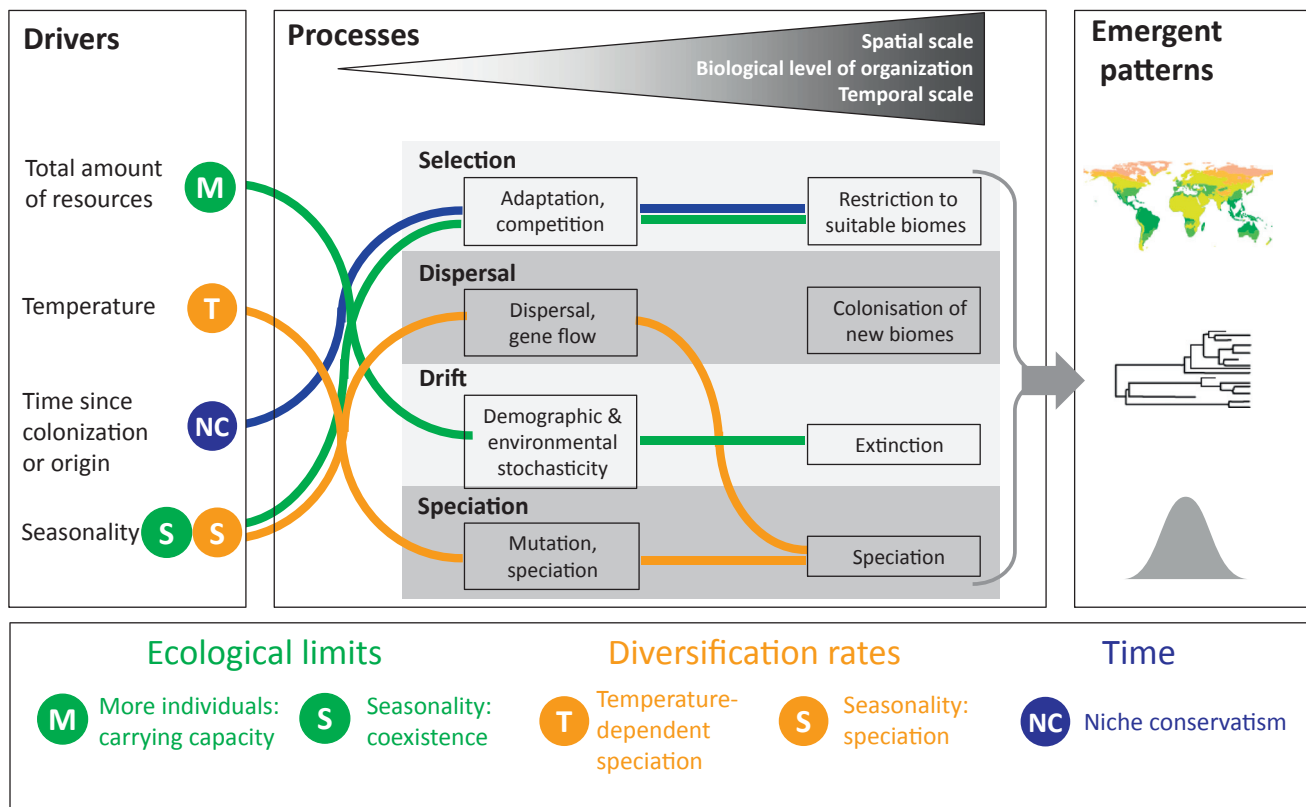 Drivers
Processes
Spatial scale
Biological level of organization
Temporal scale
Emergent
patterns
Total amount
of resources
M
Temperature
T
Time since
colonization
or origin
NC
Seasonality
S
S
Selection
Adaptation,
competition
Restriction to
suitable biomes
Dispersal
Dispersal,
gene flow
Colonisation of
new biomes
Drift
Demographic &
environmental
stochasticity
Extinction
Speciation
Mutation,
speciation
Speciation
Ecological limits
M
More individuals:
carrying capacity
S
Seasonality:
coexistence
Diversification rates
T
Temperature-
dependent
speciation
S
Seasonality:
speciation
Time
NC
Niche conservatism